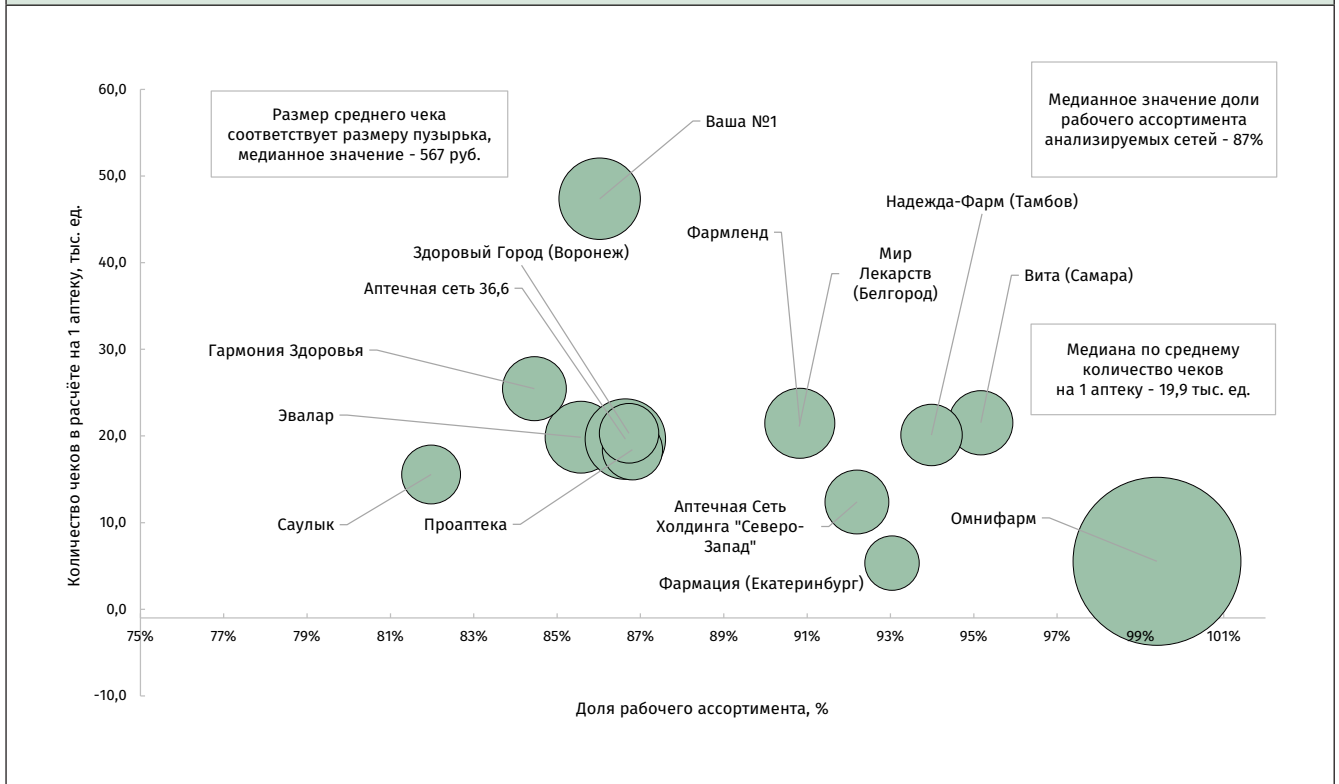 60,0
50,0
40,0
30,0
20,0
10,0
0,0
-10,0
Количество чеков в расчёте на 1 аптеку, тыс. ед.
Размер среднего чека
соответствует размеру пузырька,
медианное значение - 567 руб.
Медианное значение доли
рабочего ассортимента
анализируемых сетей - 87%
Ваша №1
Надежда-Фарм (Тамбов)
Фармленд
Здоровый Город (Воронеж)
Мир
Лекарств
(Белгород)
Вита (Самара)
Аптечная сеть 36,6
Гармония Здоровья
Медиана по среднему
количество чеков
на 1 аптеку - 19,9 тыс. ед.
Эвалар
Саулык
Проаптека
Аптечная Сеть
Холдинга "Северо-
Запад"
Омнифарм
Фармация (Екатеринбург)
75%
77%
79%
81%
83%
85%
87%
89%
91%
93%
95%
97%
99%
101%
Доля рабочего ассортимента, %